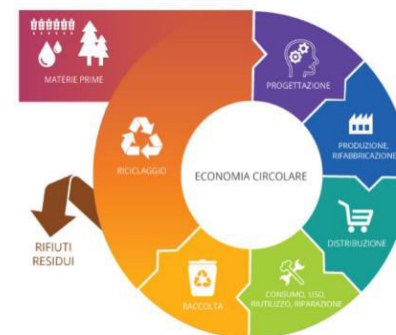 MATERIE PRIME
PROGETTAZIONE
PRODUZIONE,
RIFABBRICAZIONE
RICICLAGGIO
ECONOMIA CIRCOLARE
DISTRIBUZIONE
RIFIUTI
RESIDUI
RACCOLTA
CONSUMO, USO,
RIUTILIZZO, RIPARAZIONE